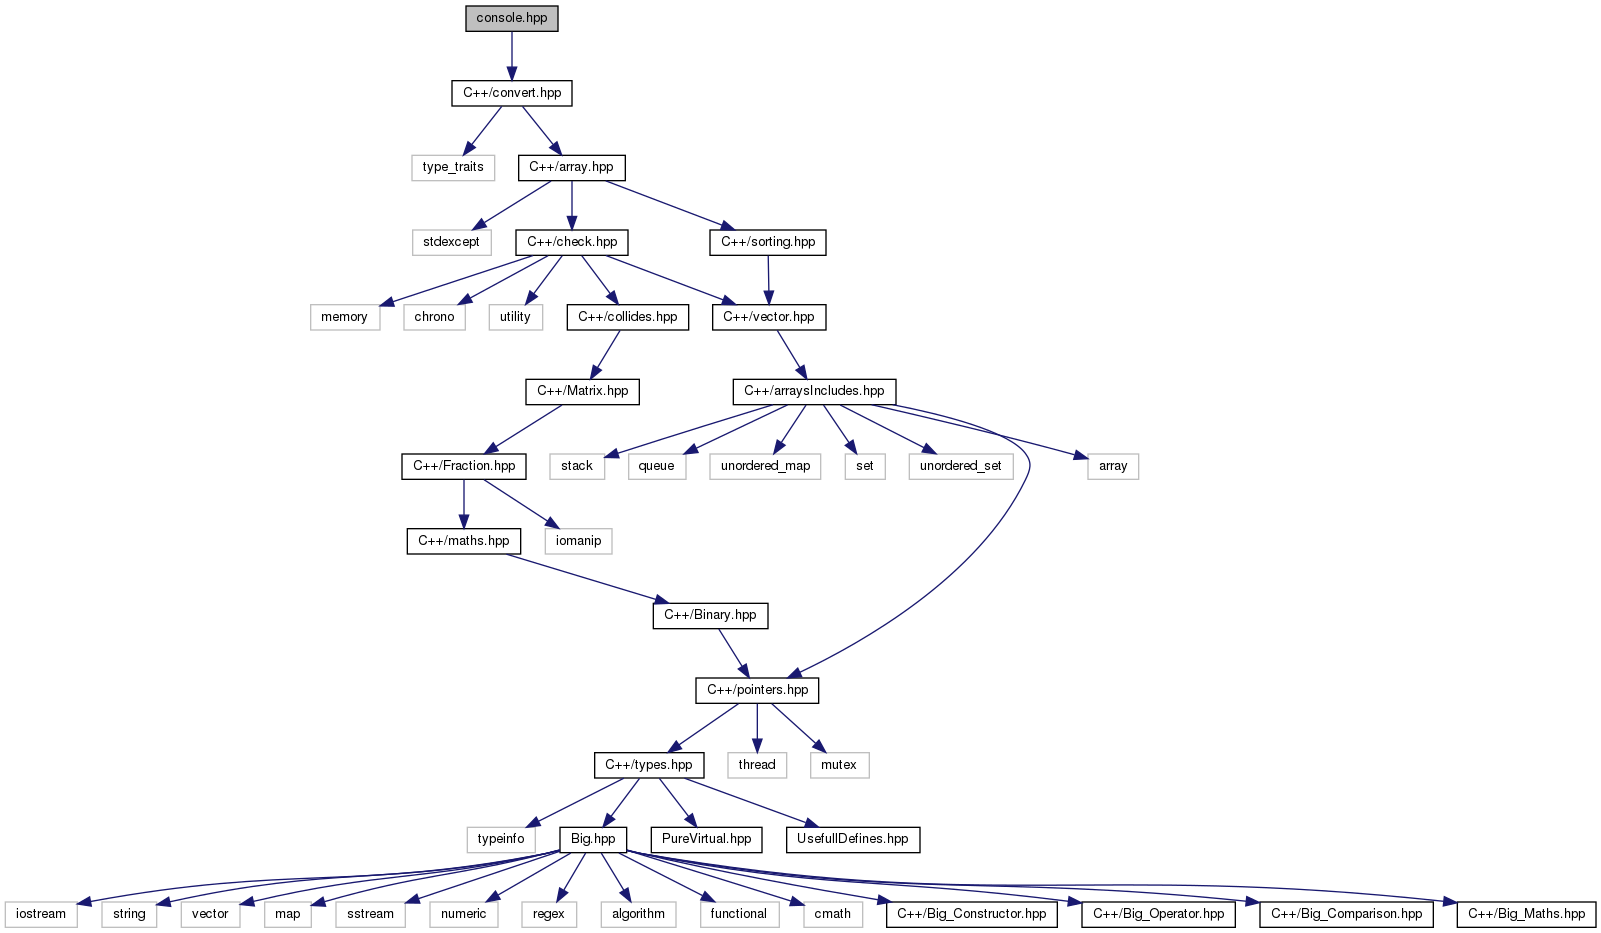 console.hpp
C++/convert.hpp
type_traits
C++/array.hpp
stdexcept
C++/check.hpp
C++/sorting.hpp
memory
chrono
utility
C++/collides.hpp
C++/vector.hpp
C++/Matrix.hpp
C++/arraysIncludes.hpp
C++/Fraction.hpp
stack
queue
unordered_map
set
unordered_set
array
C++/maths.hpp
iomanip
C++/Binary.hpp
C++/pointers.hpp
C++/types.hpp
thread
mutex
typeinfo
Big.hpp
PureVirtual.hpp
UsefullDefines.hpp
iostream
string
vector
map
sstream
numeric
regex
algorithm
functional
cmath
C++/Big_Constructor.hpp
C++/Big_Operator.hpp
C++/Big_Comparison.hpp
C++/Big_Maths.hpp